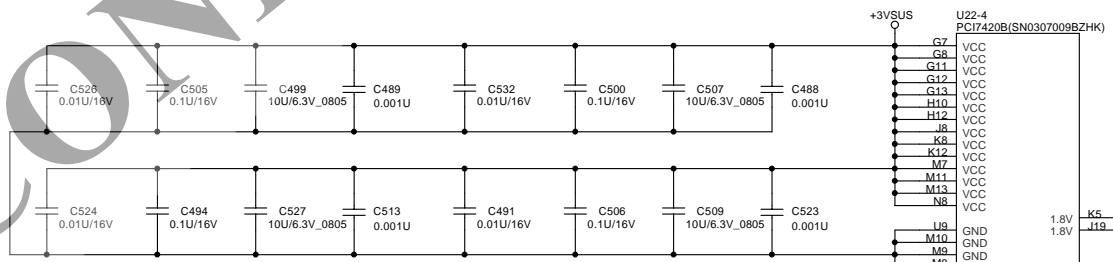 CON
+3VSUS
U22-4
PCI7420B(SN0307009BZHK)
C526
0.01U/16V
C505
0.1U/16V
C499
10U/6.3V_0805
C489
0.001U
C532
0.01U/16V
C500
0.1U/16V
C507
10U/6.3V_0805
C488
0.001U
G7 VCC
G8 VCC
G11 VCC
G12 VCC
G13 VCC
H10 VCC
H12 VCC
J8 VCC
K8 VCC
K12 VCC
M7 VCC
M11 VCC
M13 VCC
N8 VCC
C524
0.01U/16V
C494
0.1U/16V
C527
10U/6.3V_0805
C513
0.001U
C491
0.01U/16V
C506
0.1U/16V
C509
10U/6.3V_0805
C523
0.001U
1.8V K5
1.8V J19
U9 GND
M10 GND
M9 GND
M8